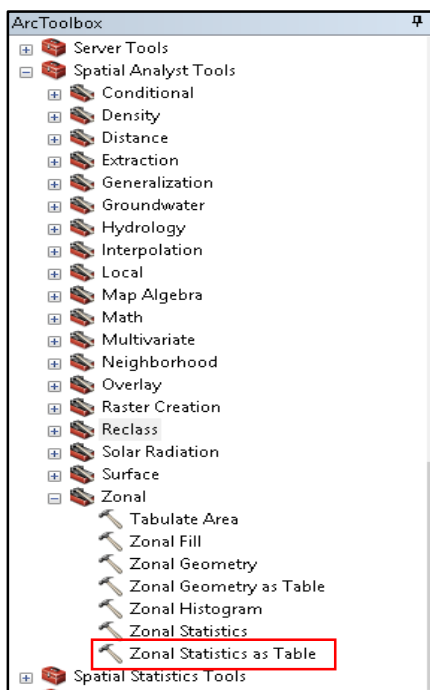 ArcToolbox
Server Tools
Spatial Analyst Tools
Conditional
Density
Distance
Extraction
Generalization
Groundwater
Hydrology
Interpolation
Local
Map Algebra
Math
Multivariate
Neighborhood
Overlay
Raster Creation
Reclass
Solar Radiation
Surface
Zonal
Tabulate Area
Zonal Fill
Zonal Geometry
Zonal Geometry as Table
Zonal Histogram
Zonal Statistics
Zonal Statistics as Table
Spatial Statistics Tools